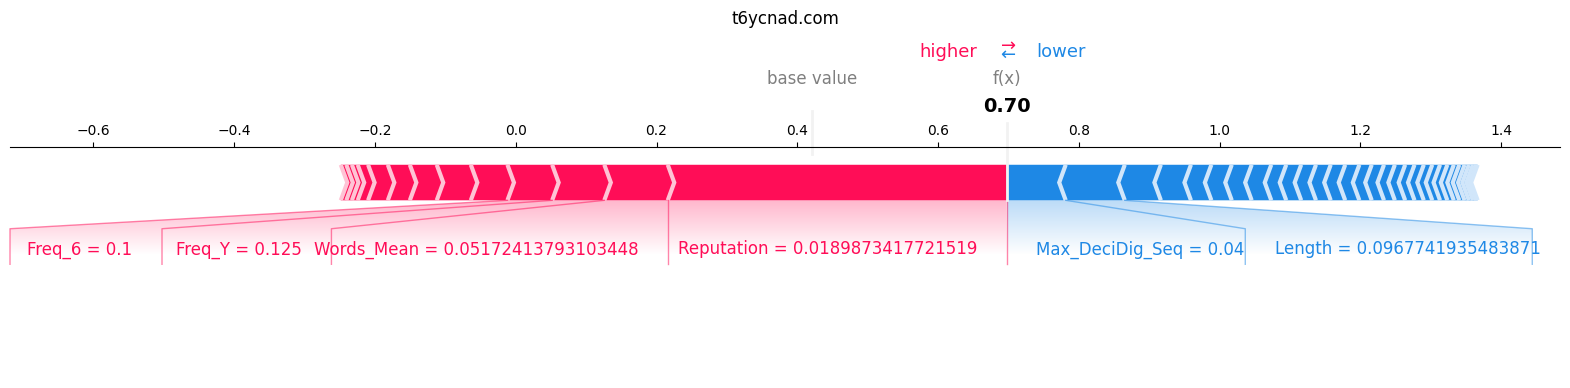 t6ycnad.com
higher ⇄ lower
base value f(x)
0.70
−0.6 −0.4 −0.2 0.0 0.2 0.4 0.6 0.8 1.0 1.2 1.4
Freq_6 = 0.1 Freq_Y = 0.125 Words_Mean = 0.05172413793103448 Reputation = 0.0189873417721519 Max_DeciDig_Seq = 0.04 Length = 0.0967741935483871